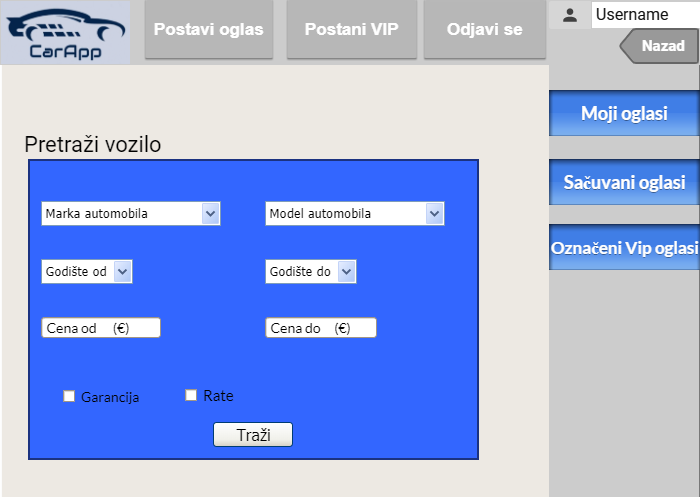 CarApp
Postavi oglas
Postani VIP
Odjavi se
Username
Nazad
Moji oglasi
Sačuvani oglasi
Označeni Vip oglasi
Pretraži vozilo
Marka automobila
Model automobila
Godište od
Godište do
Cena od (€)
Cena do (€)
Garancija
Rate
Traži